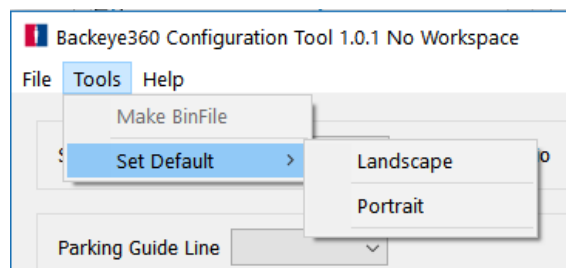 Backeye360 Configuration Tool 1.0.1 No Workspace
File Tools Help
Make BinFile
Set Default
Landscape
Portrait
Parking Guide Line